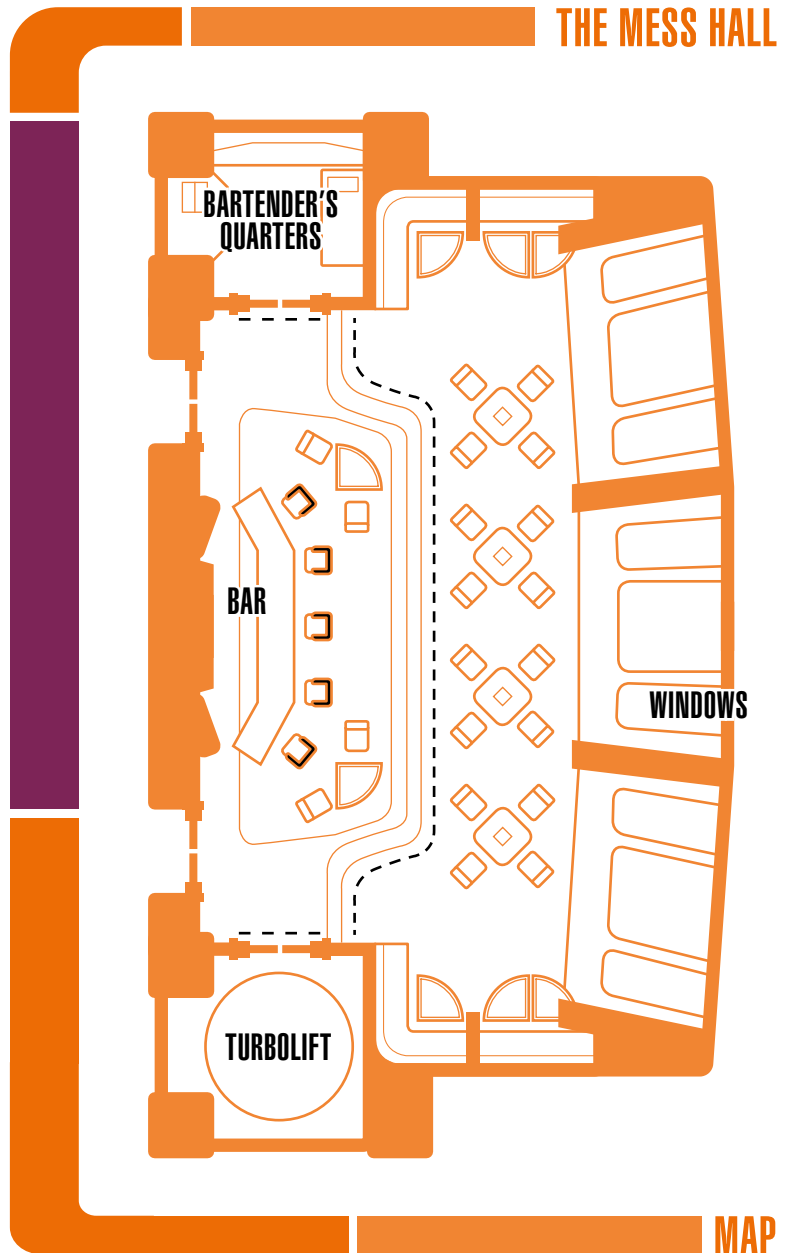 THE MESS HALL
BARTENDER'S
QUARTERS
BAR
WINDOWS
TURBOLIFT
MAP